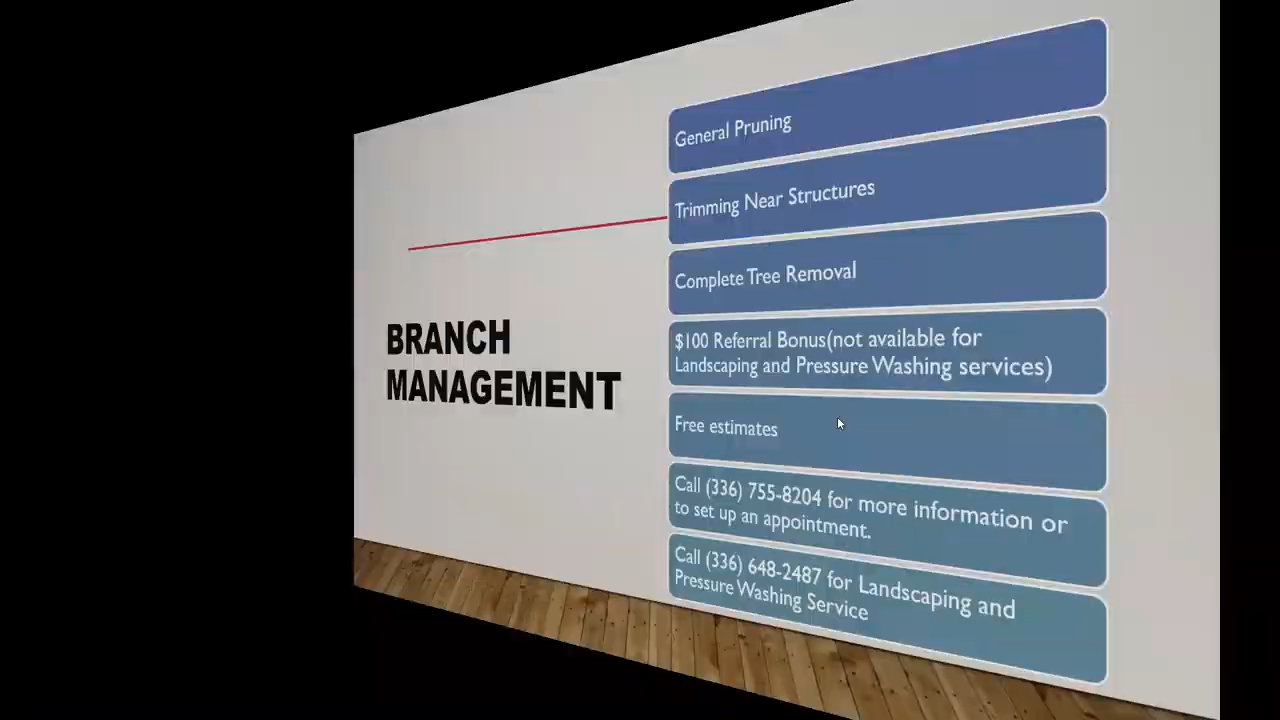 BRANCH
MANAGEMENT
General Pruning
Trimming Near Structures
Complete Tree Removal
$100 Referral Bonus(not available for
Landscaping and Pressure Washing services)
Free estimates
Call (336) 755-8204 for more information or
to set up an appointment.
Call (336) 648-2487 for Landscaping and
Pressure Washing Service